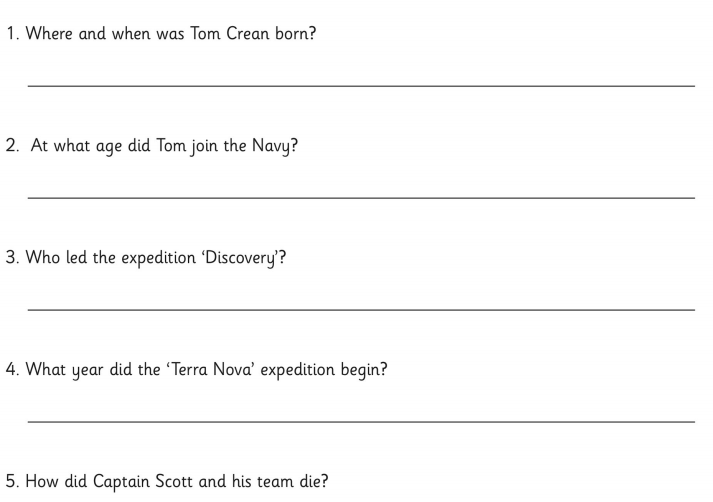 1. Where and when was Tom Crean born?
2. At what age did Tom join the Navy?
3. Who led the expedition ‘Discovery’?
4. What year did the ‘Terra Nova’ expedition begin?
5. How did Captain Scott and his team die?